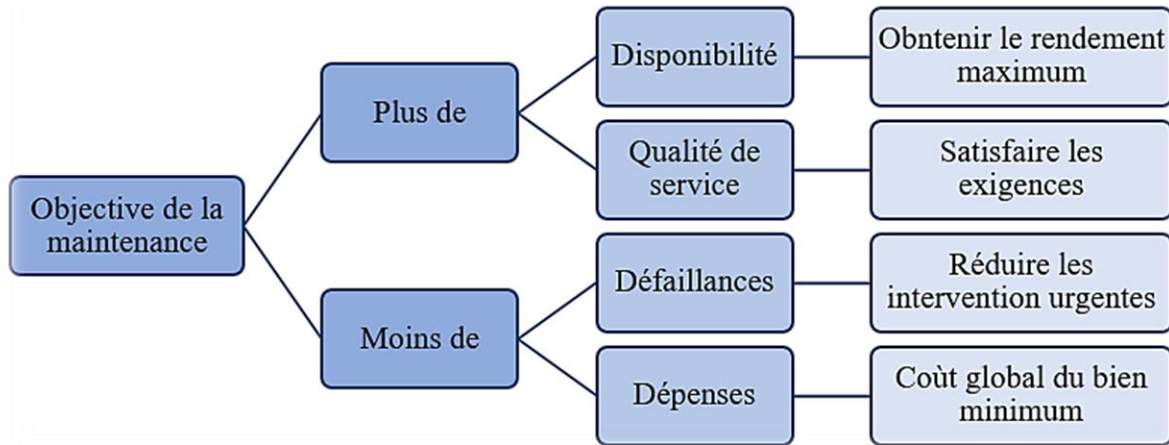 Objective de la
maintenance
Plus de
Disponibilité
Obntenir le rendement
maximum
Qualité de
service
Satisfaire les
exigences
Moins de
Défaillances
Réduire les
intervention urgentes
Dépenses
Coùt global du bien
minimum